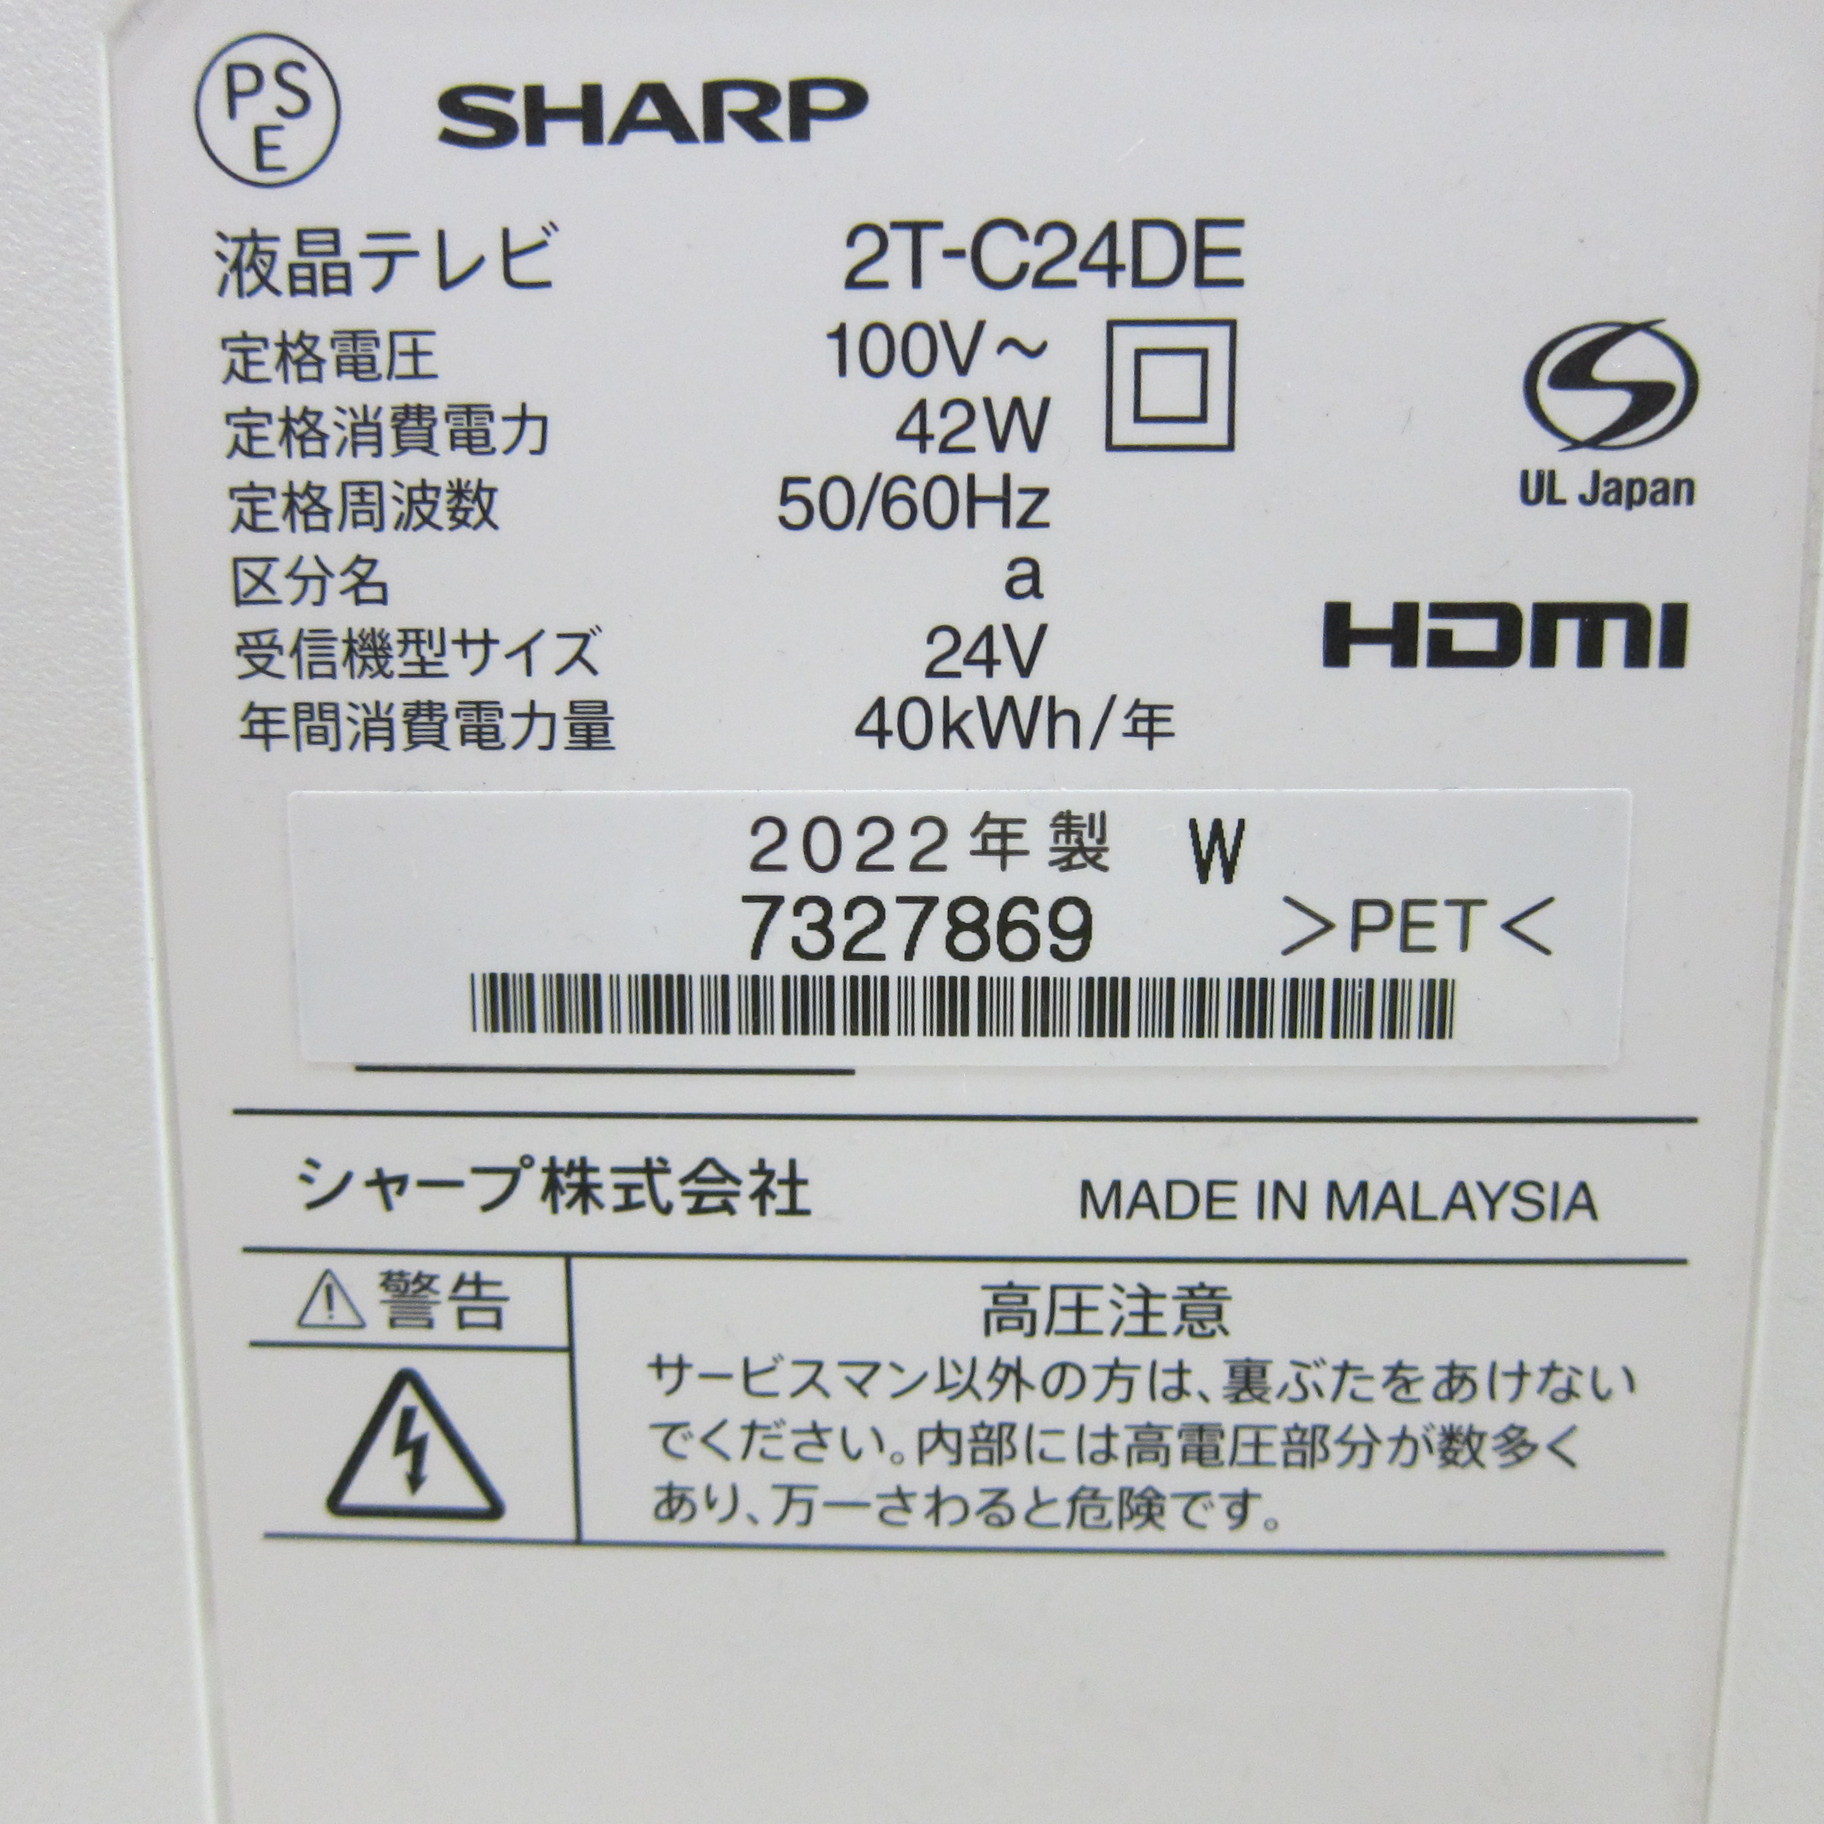 PSE SHARP
液晶テレビ 2T-C24DE
定格電圧 100V～
定格消費電力 42W
定格周波数 50/60Hz
UL Japan
区分名 a
受信機型サイズ 24V
HDMI
年間消費電力量 40kWh/年
2022年製 W
7327869 ＞PET＜
シャープ株式会社 MADE IN MALAYSIA
警告
高圧注意
サービスマン以外の方は、裏ぶたをあけない
でください。内部には高電圧部分が数多く
あり、万一さわると危険です。